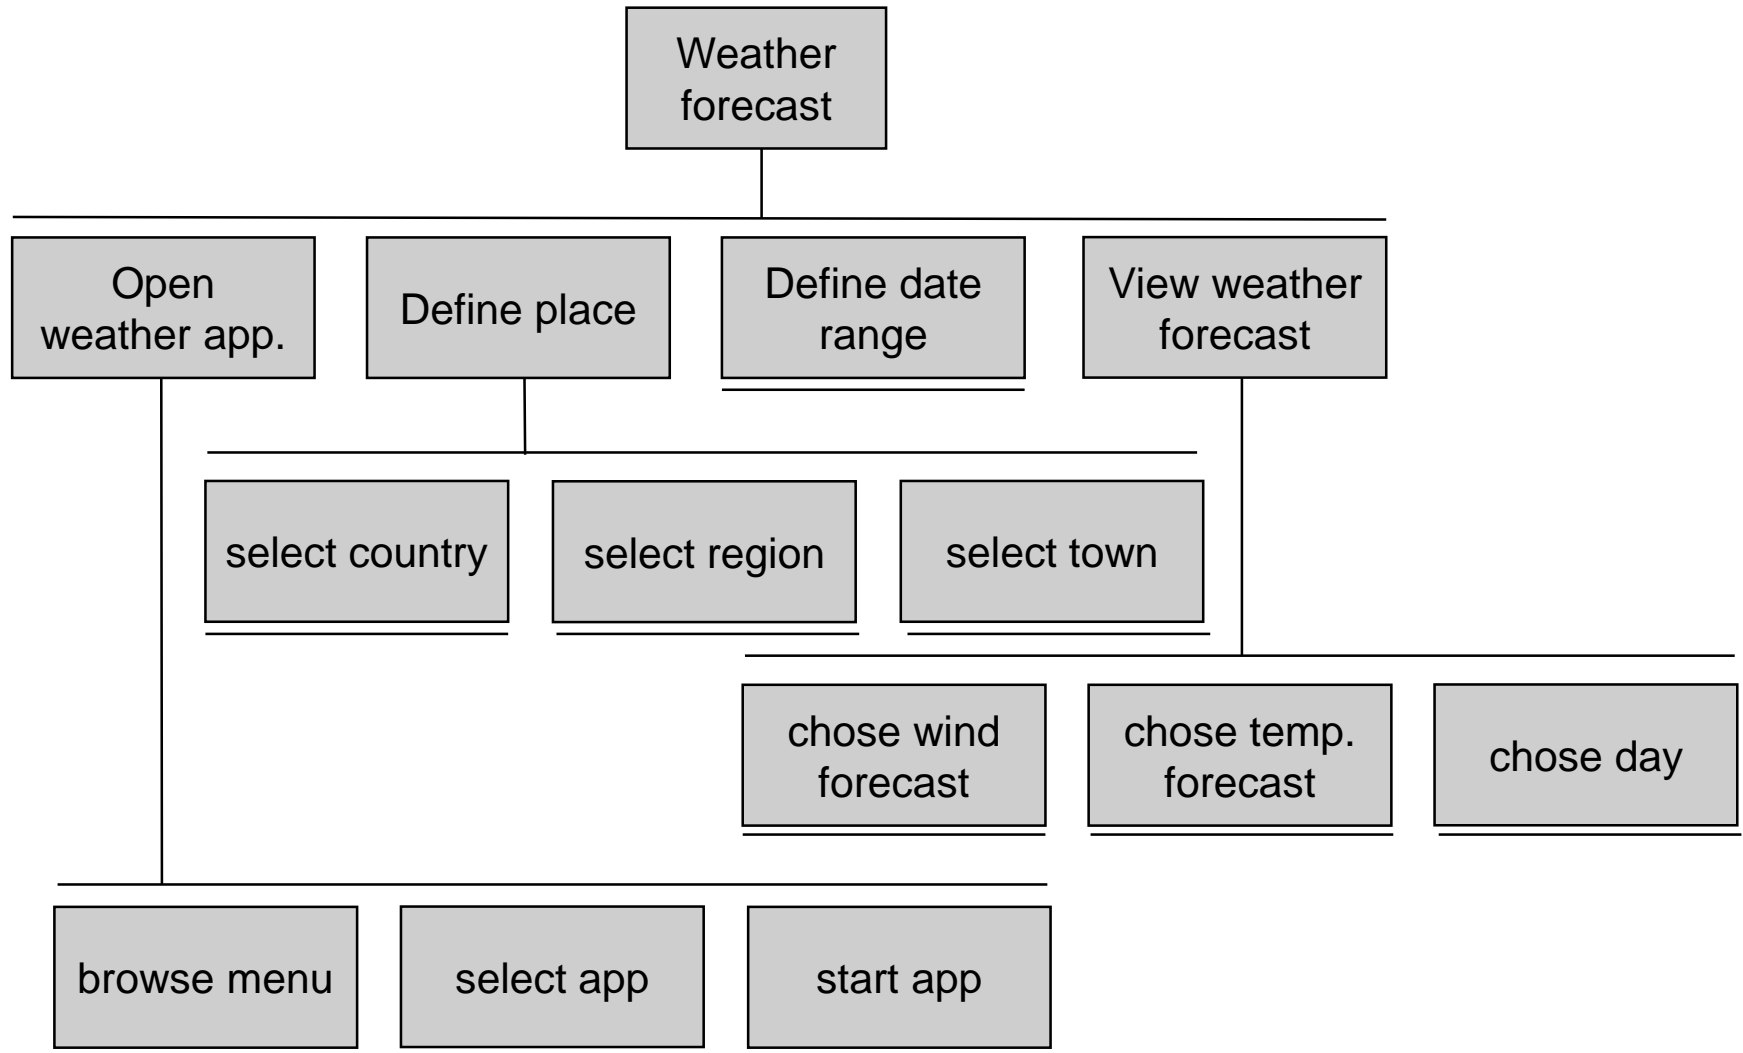 Weather
forecast
Open
weather app.
Define place
Define date
range
View weather
forecast
select country
select region
select town
chose wind
forecast
chose temp.
forecast
chose day
browse menu
select app
start app